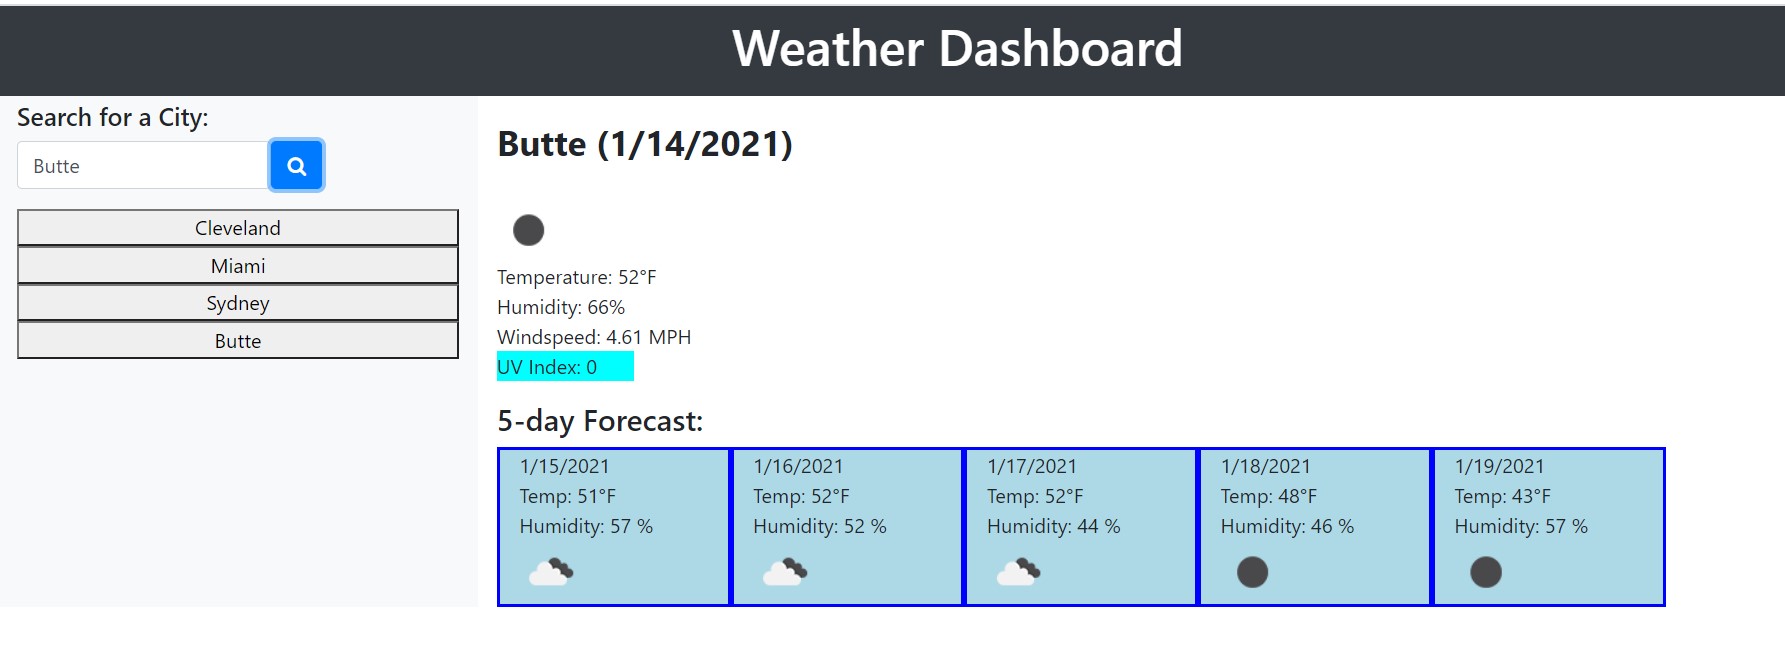 Weather Dashboard
Search for a City:
Butte
Cleveland
Miami
Sydney
Butte
Butte (1/14/2021)
Temperature: 52°F
Humidity: 66%
Windspeed: 4.61 MPH
UV Index: 0
5-day Forecast:
1/15/2021
Temp: 51°F
Humidity: 57 %
1/16/2021
Temp: 52°F
Humidity: 52 %
1/17/2021
Temp: 52°F
Humidity: 44 %
1/18/2021
Temp: 48°F
Humidity: 46 %
1/19/2021
Temp: 43°F
Humidity: 57 %